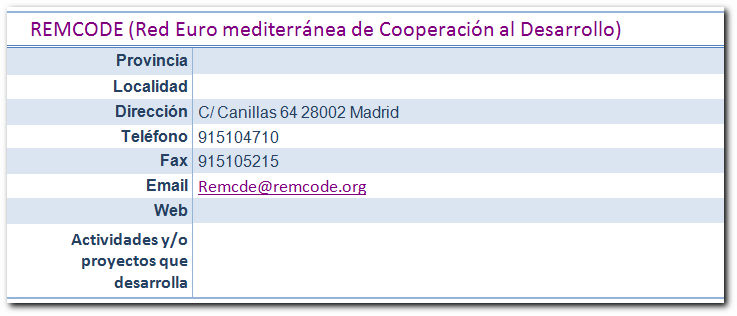 REMCODE (Red Euro mediterránea de Cooperación al Desarrollo)
Provincia
Localidad
Dirección C/ Canillas 64 28002 Madrid
Teléfono 915104710
Fax 915105215
Email Remcde@remcode.org
Web
Actividades y/o
proyectos que
desarrolla